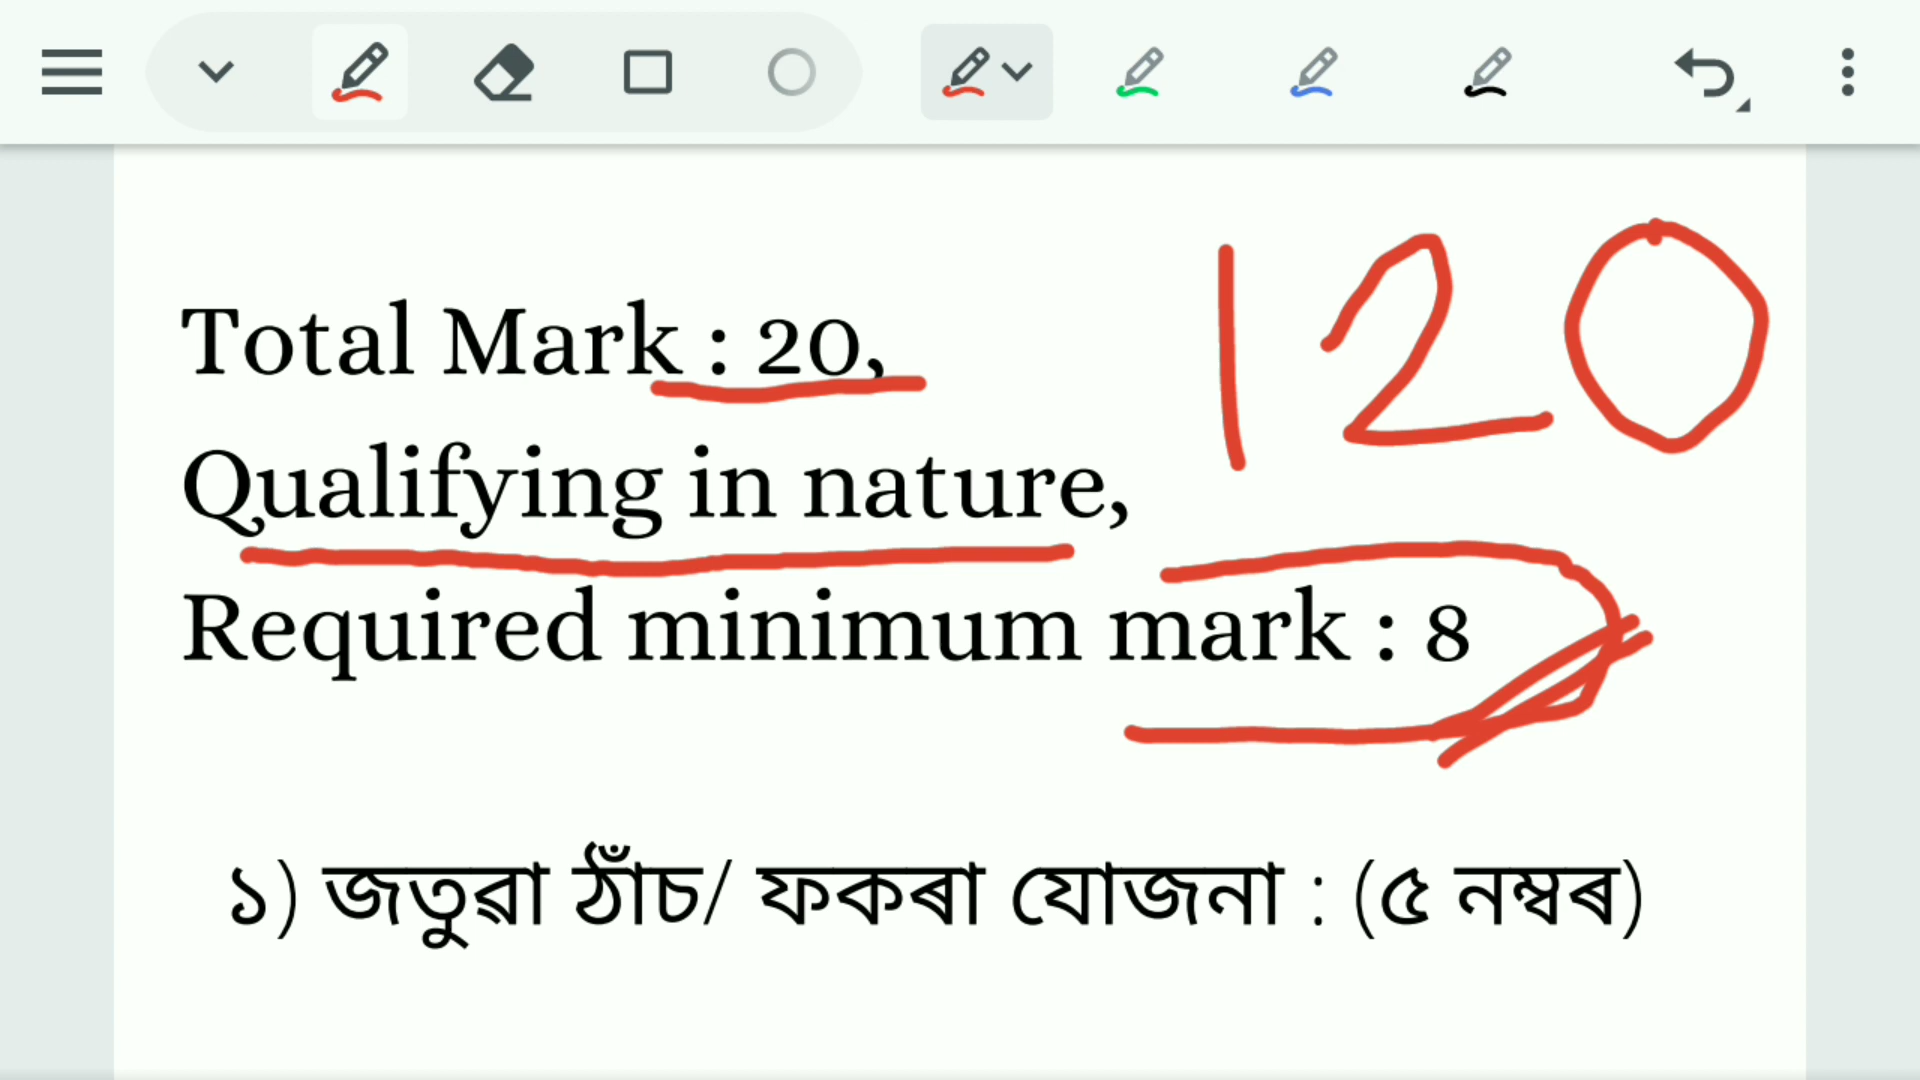 Total Mark : 20,
120
Qualifying in nature,
Required minimum mark : 8
১) জতুৱা ঠাঁচ/ ফকৰা যোজনা : (৫ নম্বৰ)